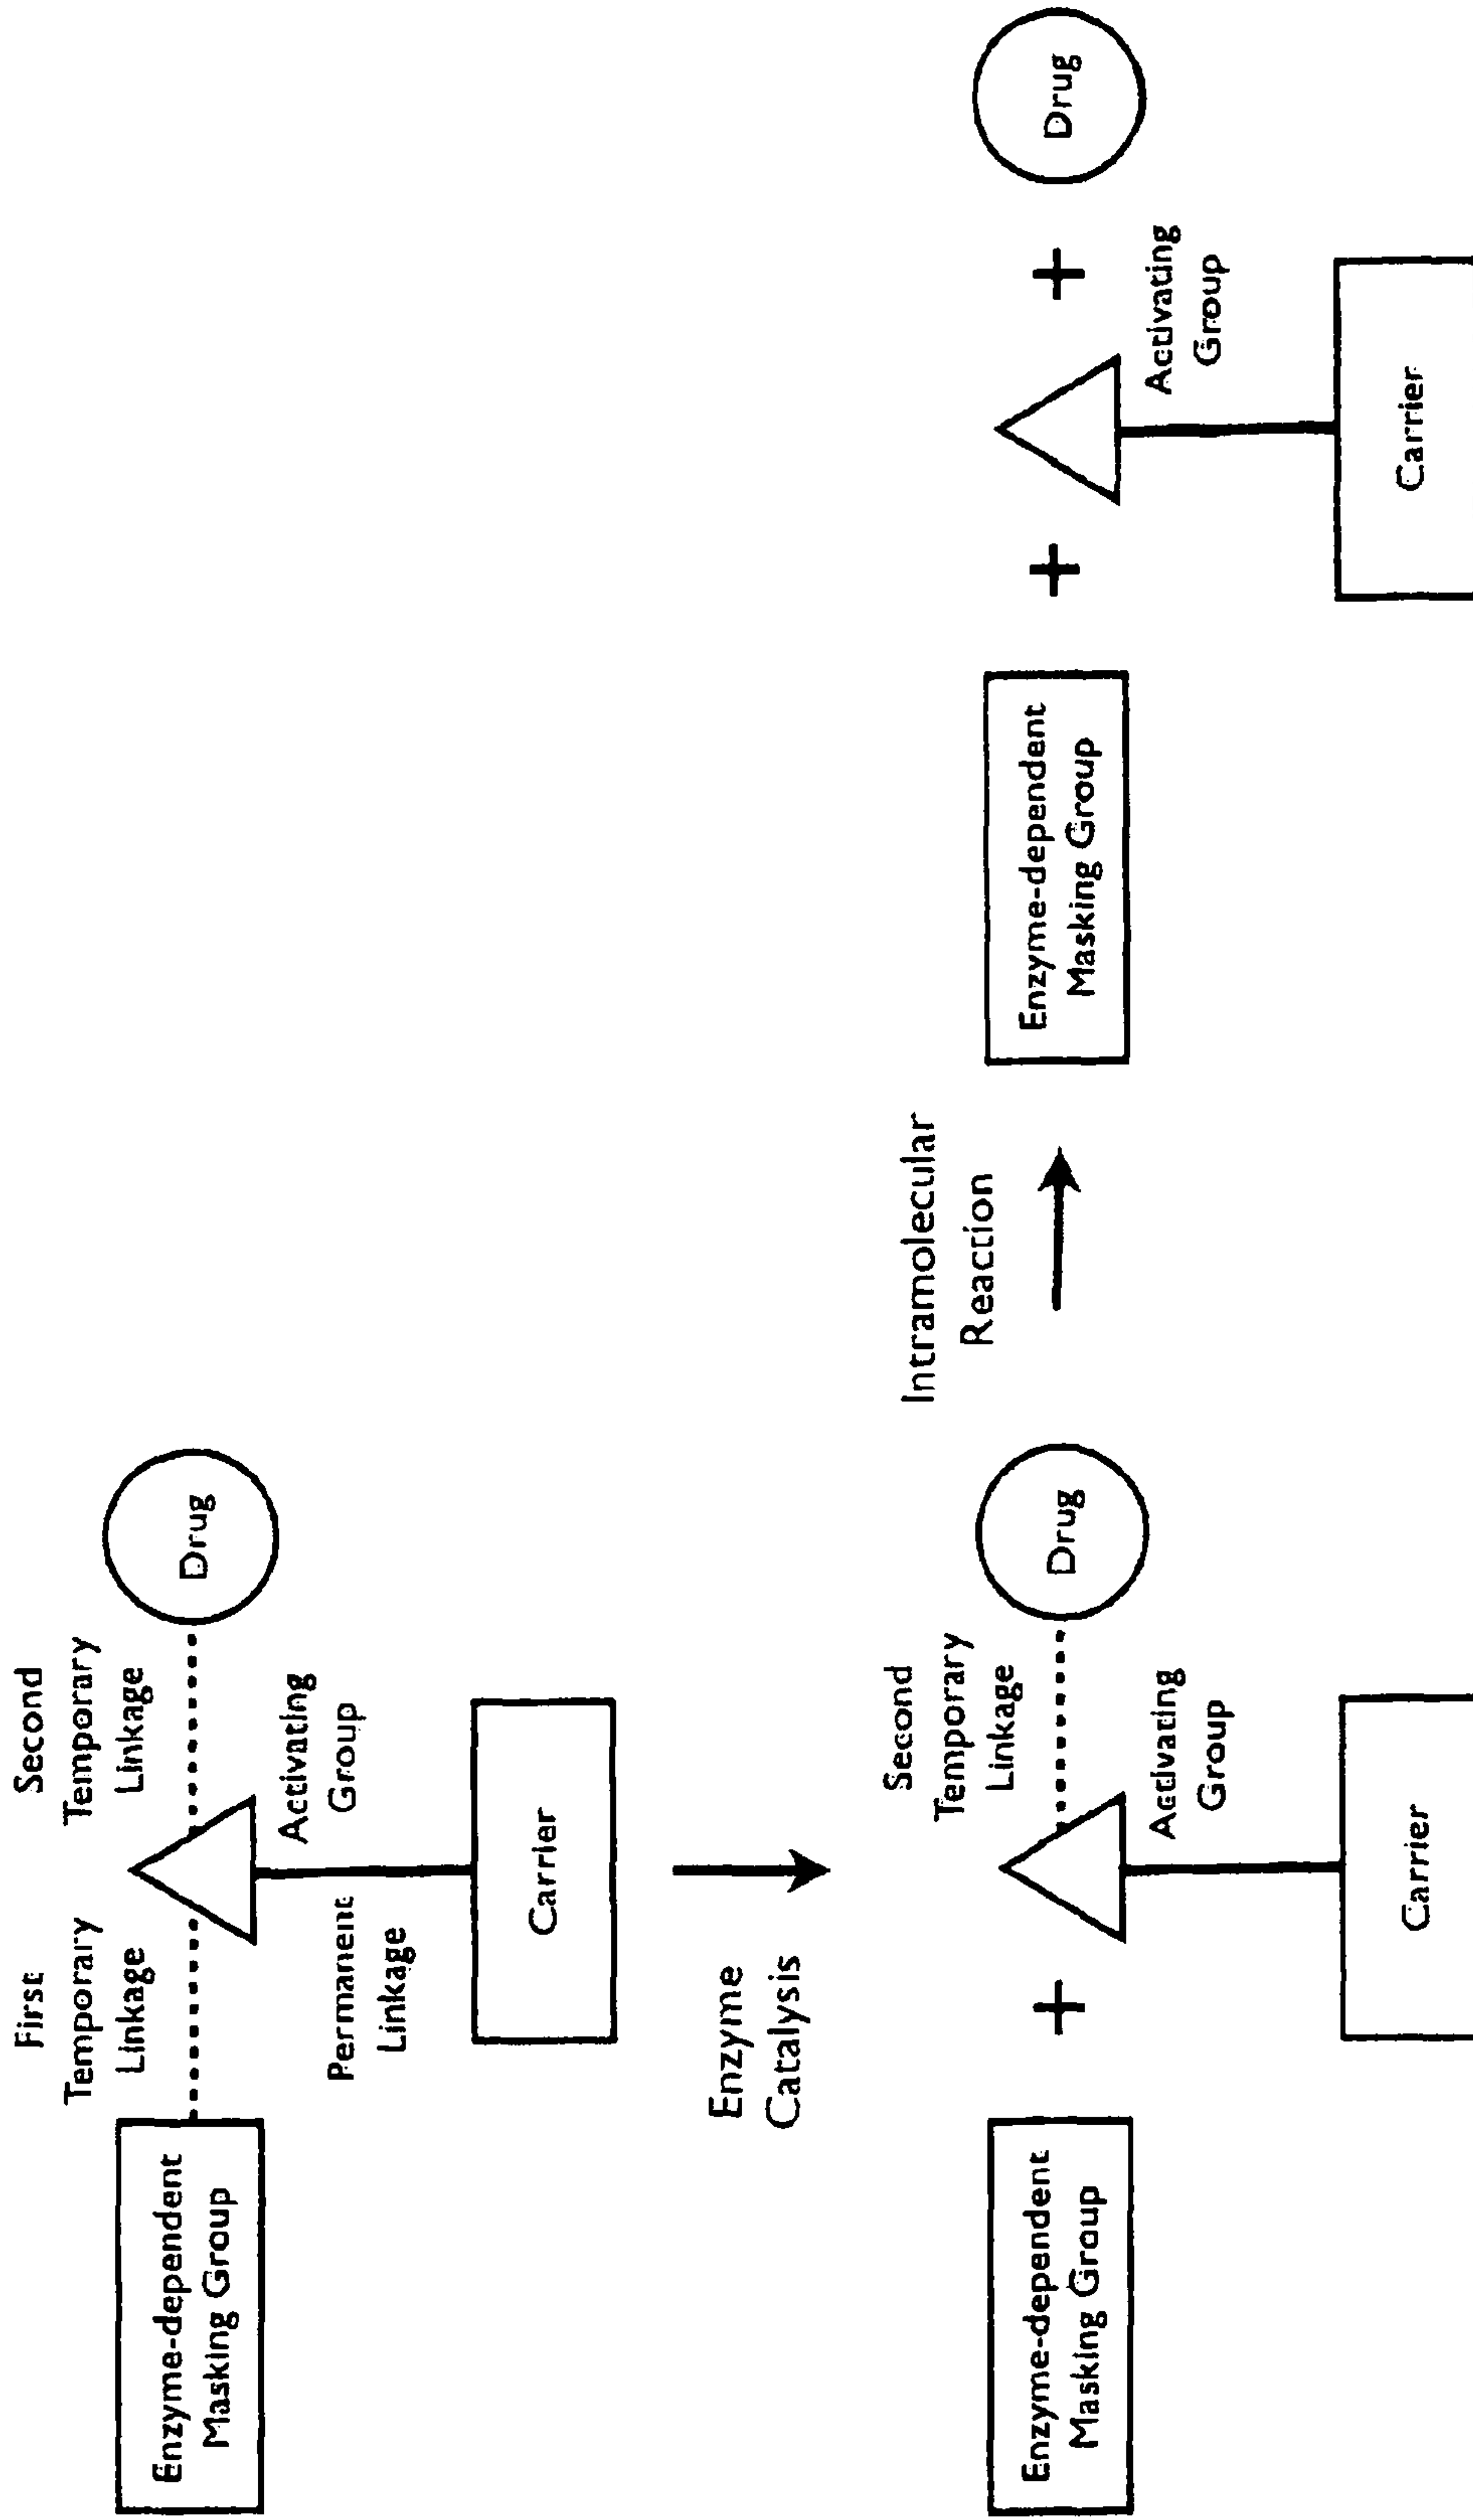 First
Temporary
Linkage
Second
Temporary
Linkage
Enzyme-dependent
Masking Group
Drug
Activating
Group
Permanent
Linkage
Carrier
Enzyme
Catalysis
Second
Temporary
Linkage
Enzyme-dependent
Masking Group
+
Drug
Activating
Group
Carrier
Intramolecular
Reaction
Enzyme-dependent
Masking Group
+
+
Drug
Activating
Group
Carrier